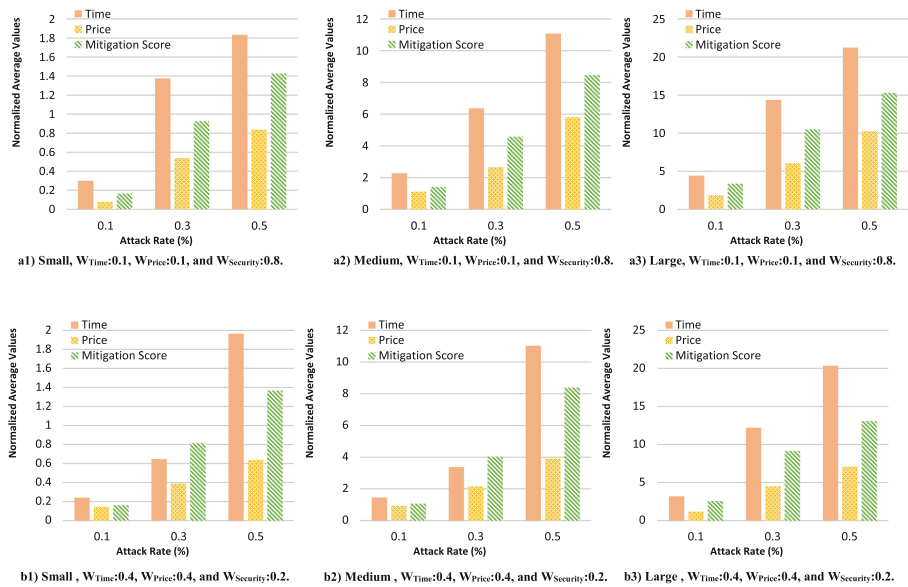 Normalized Average Values
2
1.8
1.6
1.4
1.2
1
0.8
0.6
0.4
0.2
0
Time
Price
Mitigation Score
0.1 0.3 0.5
Attack Rate (%)
a1) Small, WTime:0.1, WPrice:0.1, and WSecurity:0.8.
Normalized Average Values
12
10
8
6
4
2
0
Time
Price
Mitigation Score
0.1 0.3 0.5
Attack Rate (%)
a2) Medium, WTime:0.1, WPrice:0.1, and WSecurity:0.8.
Normalized Average Values
25
20
15
10
5
0
Time
Price
Mitigation Score
0.1 0.3 0.5
Attack Rate (%)
a3) Large, WTime:0.1, WPrice:0.1, and WSecurity:0.8.
Normalized Average Values
2
1.8
1.6
1.4
1.2
1
0.8
0.6
0.4
0.2
0
Time
Price
Mitigation Score
0.1 0.3 0.5
Attack Rate (%)
b1) Small , WTime:0.4, WPrice:0.4, and WSecurity:0.2.
Normalized Average Values
12
10
8
6
4
2
0
Time
Price
Mitigation Score
0.1 0.3 0.5
Attack Rate (%)
b2) Medium , WTime:0.4, WPrice:0.4, and WSecurity:0.2.
Normalized Average Values
25
20
15
10
5
0
Time
Price
Mitigation Score
0.1 0.3 0.5
Attack Rate (%)
b3) Large , WTime:0.4, WPrice:0.4, and WSecurity:0.2.